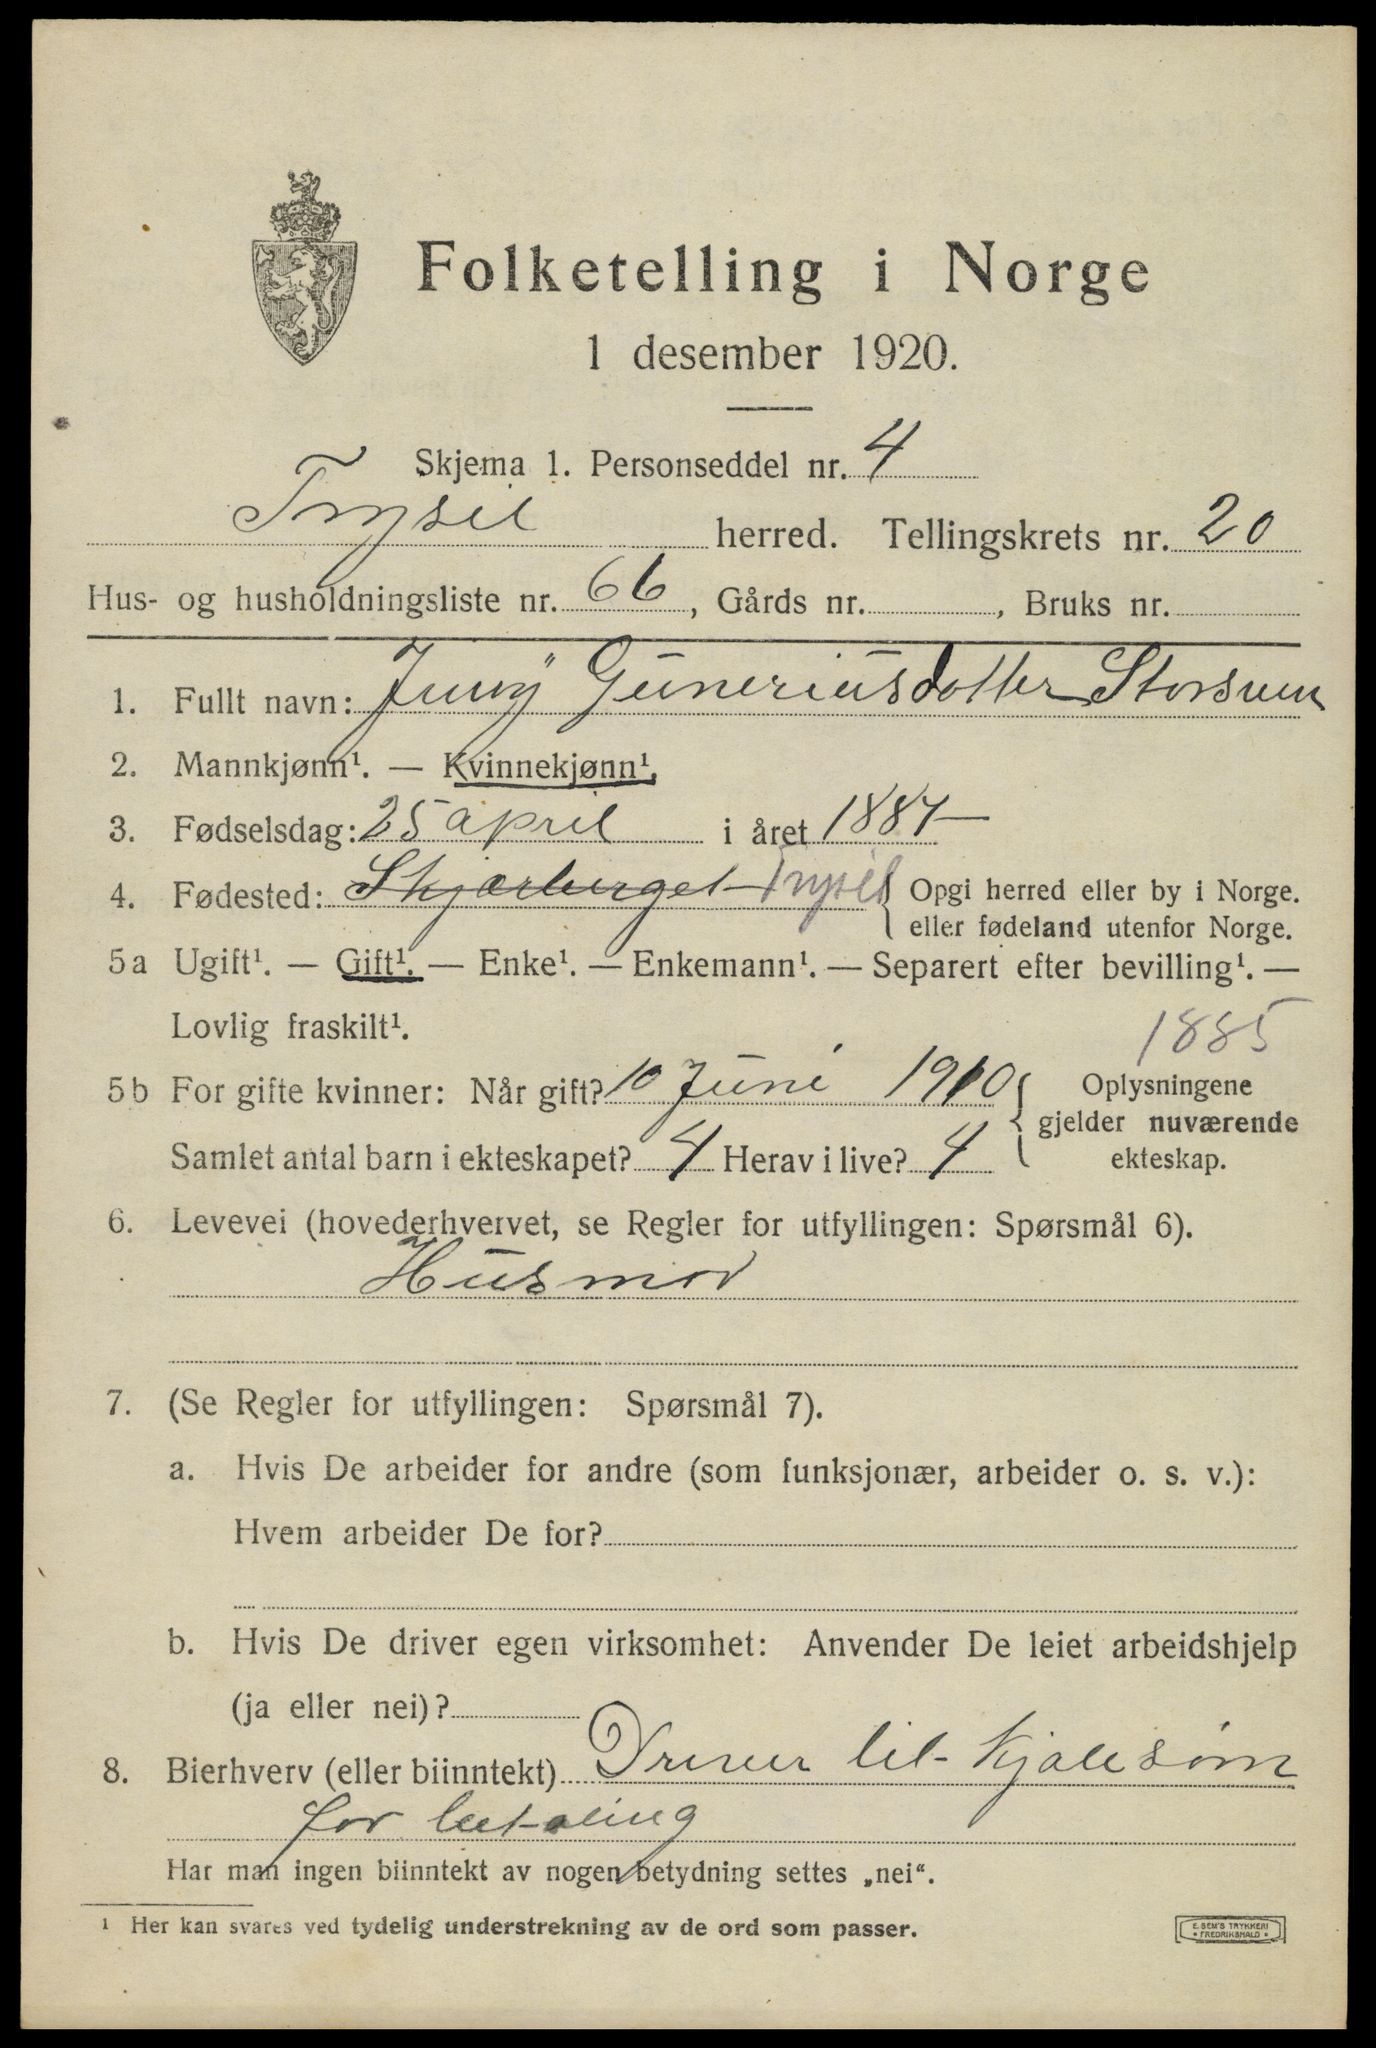 Folketelling i Norge
1 desember 1920.
Skjema 1. Personseddel nr. 4
Trysil herred. Tellingskrets nr. 20
Hus- og husholdningsliste nr. 66, Gårds nr. , Bruks nr.
1. Fullt navn: Guneriusdotter
2. Mannkjønn¹. — Kvinnekjønn¹.
3. Fødselsdag: 25 april i året 1887
4. Fødested: Skjærberget Trysil { Opgi herred eller by i Norge.
eller fødeland utenfor Norge.
5a Ugift¹. — Gift¹. — Enke¹. — Enkemann¹. — Separert efter bevilling¹. —
Lovlig fraskilt¹.
1885
5b For gifte kvinner: Når gift? 10 Juni 1910 { Oplysningene
gjelder nuværende
Samlet antal barn i ekteskapet? 4 Herav i live? 4
ekteskap.
6. Levevei (hovederhvervet, se Regler for utfyllingen: Spørsmål 6).
Husmor
7. (Se Regler for utfyllingen: Spørsmål 7).
a. Hvis De arbeider for andre (som funksjonær, arbeider o. s. v.):
Hvem arbeider De for?
b. Hvis De driver egen virksomhet: Anvender De leiet arbeidshjelp
(ja eller nei)?
8. Bierhverv (eller biinntekt) Driver lit kjolesøm
for betaling
Har man ingen biinntekt av nogen betydning settes „nei“.
¹ Her kan svares ved tydelig understrekning av de ord som passer.
E. SEM'S TRYKKERI
• FREDRIKSHALD •